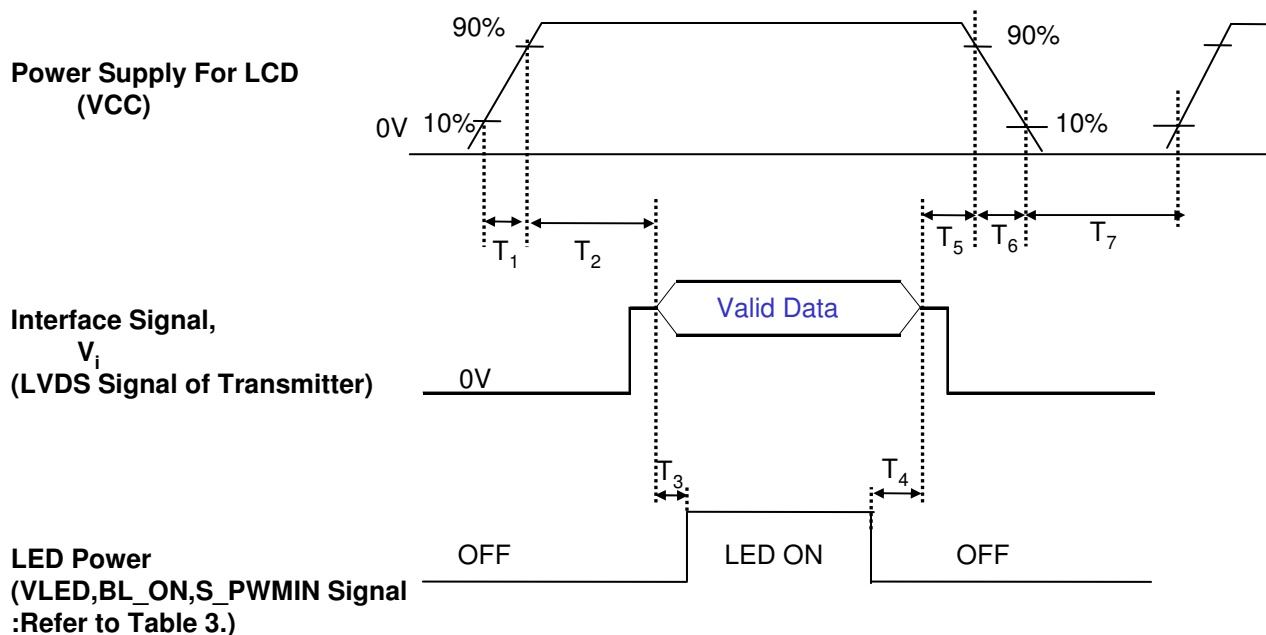 90%
90%
Power Supply For LCD
(VCC)
0V
10%
10%
T1
T2
T5
T6
T7
Valid Data
Interface Signal,
Vi
(LVDS Signal of Transmitter)
0V
T3
T4
OFF
LED ON
OFF
LED Power
(VLED,BL_ON,S_PWMIN Signal
:Refer to Table 3.)